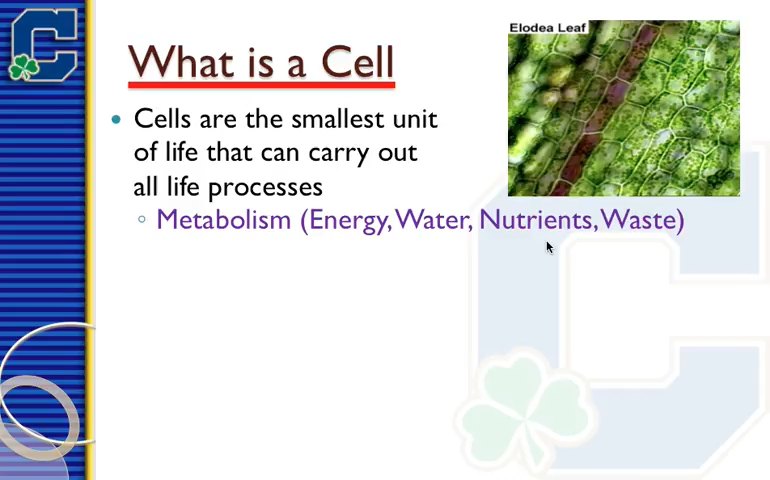 Elodea Leaf
What is a Cell
Cells are the smallest unit
of life that can carry out
all life processes
Metabolism (Energy, Water, Nutrients, Waste)